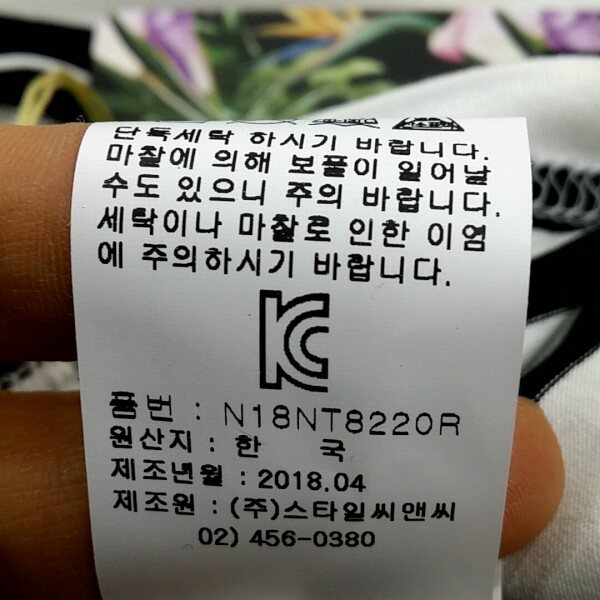 단독세탁 하시기 바랍니다.
마찰에 의해 보풀이 일어날
수도 있으니 주의 바랍니다.
세탁이나 마찰로 인한 이염
에 주의하시기 바랍니다.
KC
품번 : N18NT8220R
원산지 : 한 국
제조년월 : 2018.04
제조원 : (주)스타일씨앤씨
02) 456-0380